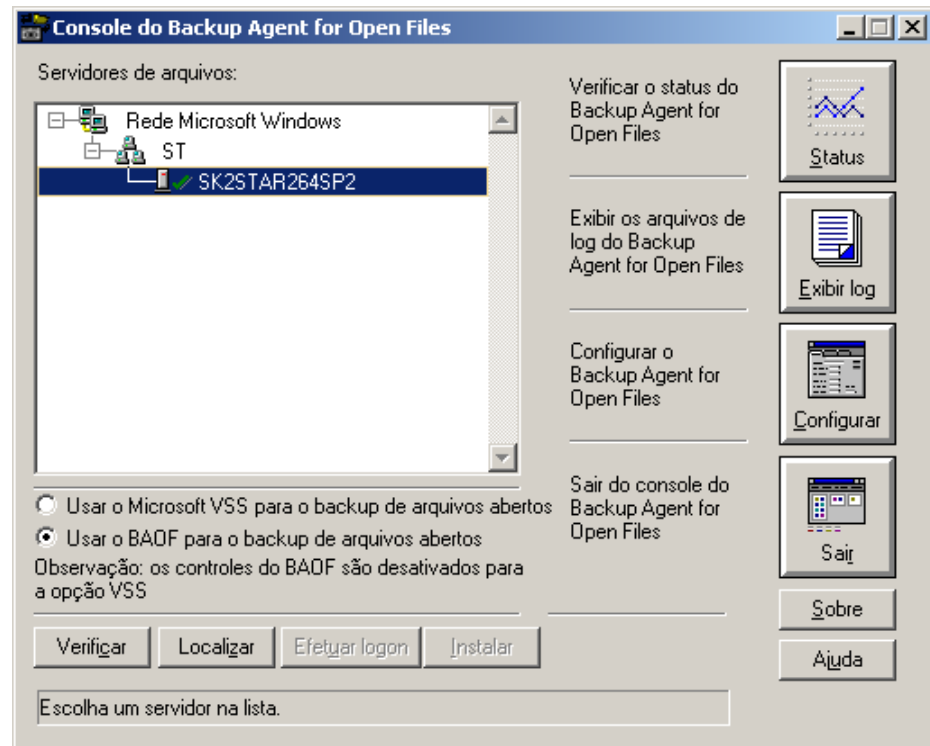 Console do Backup Agent for Open Files
Servidores de arquivos:
Rede Microsoft Windows
ST
SK2STAR264SP2
Usar o Microsoft VSS para o backup de arquivos abertos
Usar o BAOF para o backup de arquivos abertos
Observação: os controles do BAOF são desativados para
a opção VSS
Verificar
Localizar
Efetuar logon
Instalar
Escolha um servidor na lista.
Verificar o status do
Backup Agent for
Open Files
Status
Exibir os arquivos de
log do Backup
Agent for Open Files
Exibir log
Configurar o
Backup Agent for
Open Files
Configurar
Sair do console do
Backup Agent for
Open Files
Sair
Sobre
Ajuda